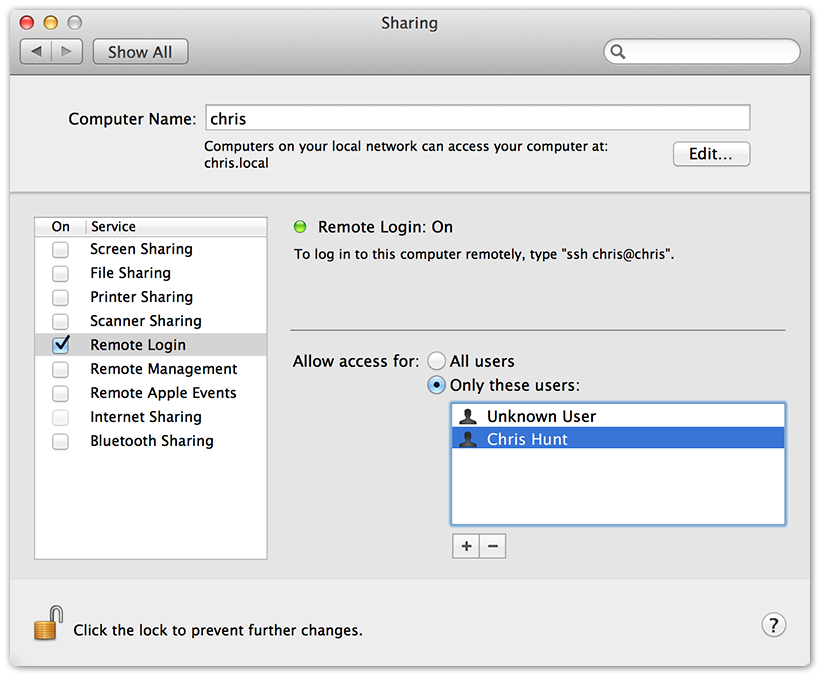 Sharing
Show All
Computer Name: chris
Computers on your local network can access your computer at:
chris.local
Edit...
On Service
Screen Sharing
File Sharing
Printer Sharing
Scanner Sharing
Remote Login
Remote Management
Remote Apple Events
Internet Sharing
Bluetooth Sharing
Remote Login: On
To log in to this computer remotely, type "ssh chris@chris".
Allow access for: All users
Only these users:
Unknown User
Chris Hunt
+ −
Click the lock to prevent further changes.
?